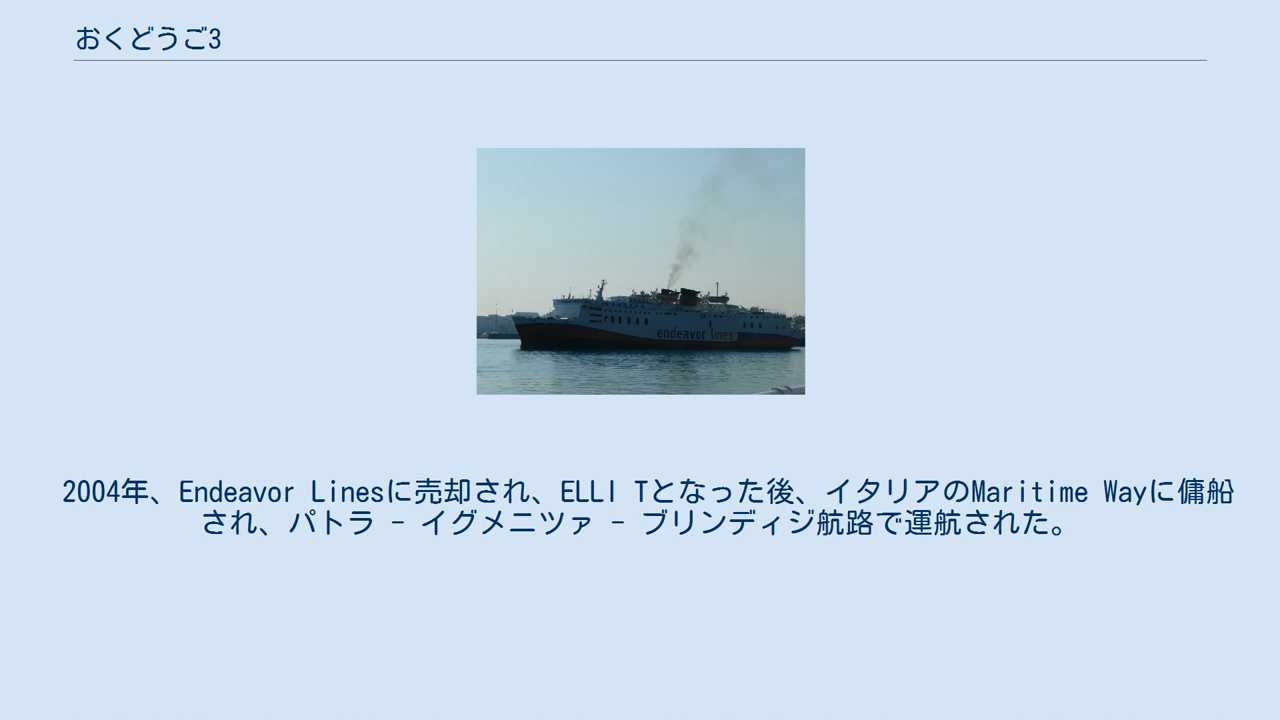 おくどうご3
endeavor lines
2004年、Endeavor Linesに売却され、ELLI Tとなった後、イタリアのMaritime Wayに傭船
され、パトラ - イグメニツァ - ブリンディジ航路で運航された。